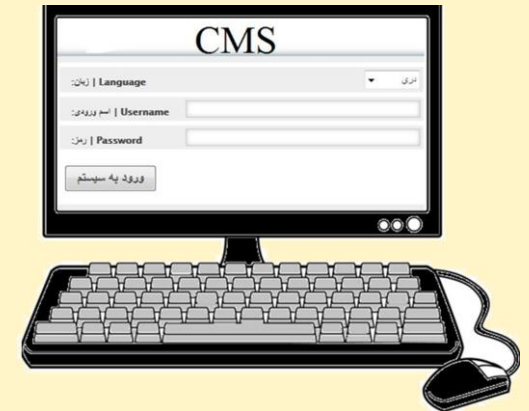 CMS
زبان: | Language
دری
اسم ورودی: | Username
رمز: | Password
ورود به سیستم